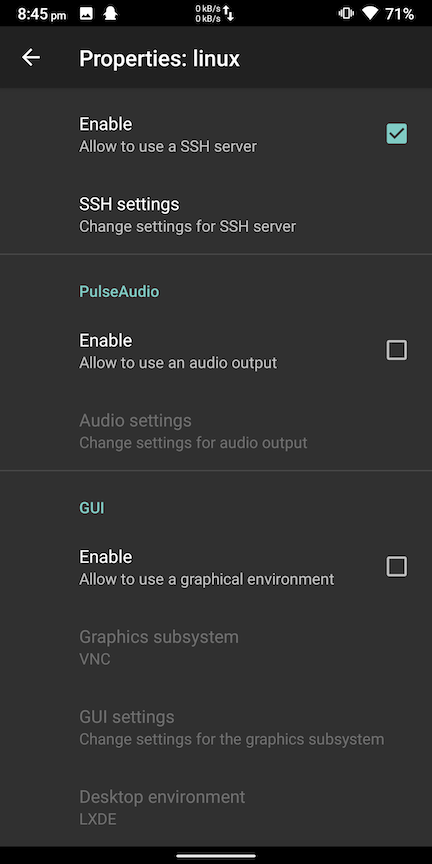 8:45 pm
0 kB/s
0 kB/s
71%
Properties: linux
Enable
Allow to use a SSH server
SSH settings
Change settings for SSH server
PulseAudio
Enable
Allow to use an audio output
Audio settings
Change settings for audio output
GUI
Enable
Allow to use a graphical environment
Graphics subsystem
VNC
GUI settings
Change settings for the graphics subsystem
Desktop environment
LXDE